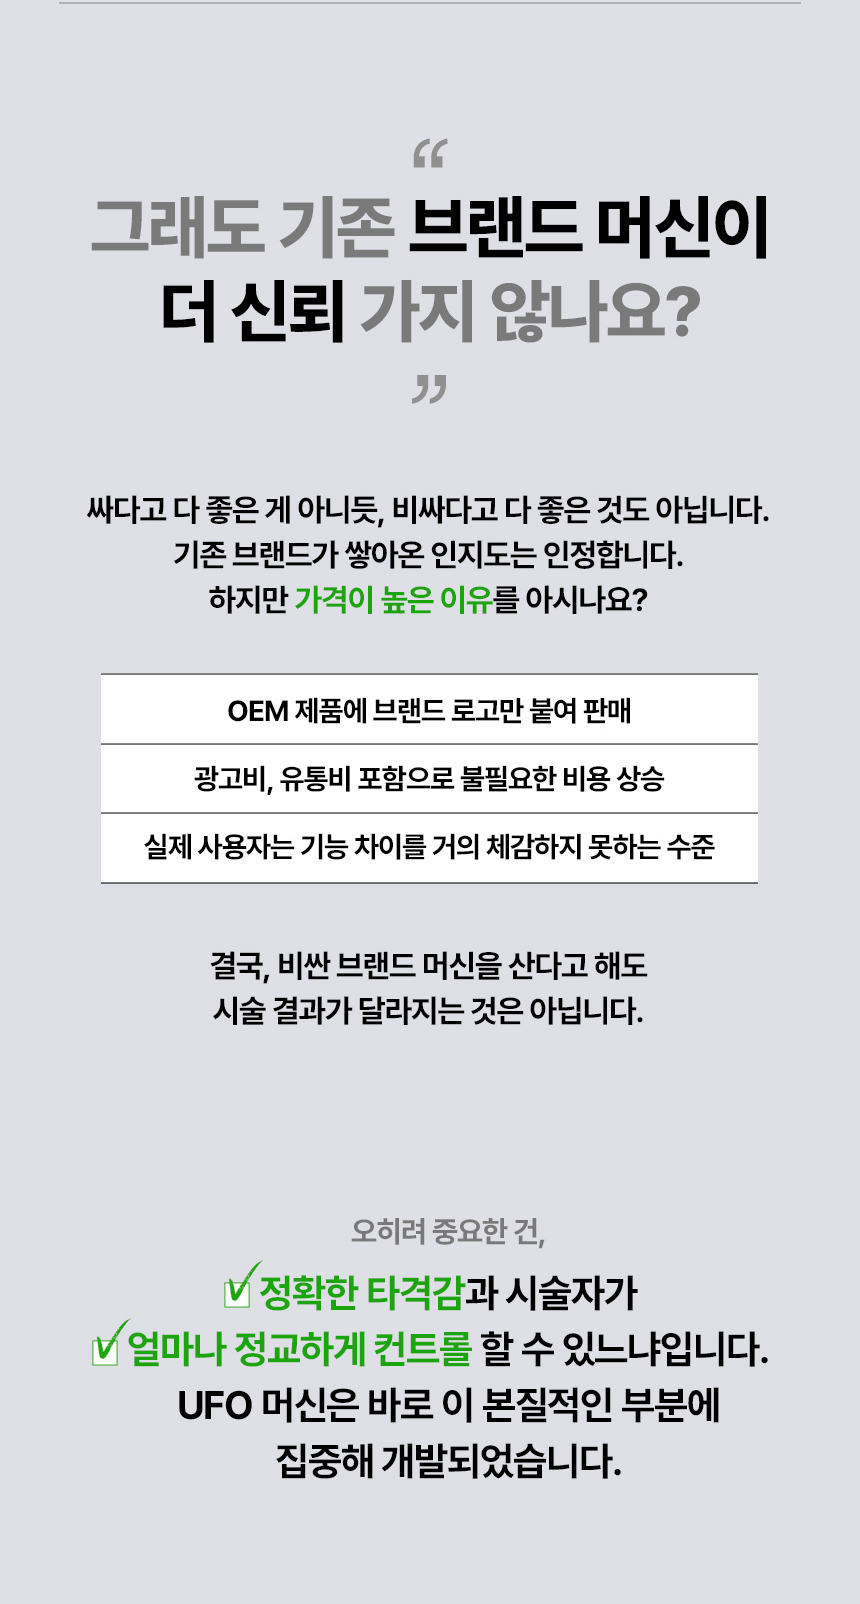 “
그래도 기존 브랜드 머신이
더 신뢰 가지 않나요?
”
싸다고 다 좋은 게 아니듯, 비싸다고 다 좋은 것도 아닙니다.
기존 브랜드가 쌓아온 인지도는 인정합니다.
하지만 가격이 높은 이유를 아시나요?
OEM 제품에 브랜드 로고만 붙여 판매
광고비, 유통비 포함으로 불필요한 비용 상승
실제 사용자는 기능 차이를 거의 체감하지 못하는 수준
결국, 비싼 브랜드 머신을 산다고 해도
시술 결과가 달라지는 것은 아닙니다.
오히려 중요한 건,
정확한 타격감과 시술자가
얼마나 정교하게 컨트롤 할 수 있느냐입니다.
UFO 머신은 바로 이 본질적인 부분에
집중해 개발되었습니다.